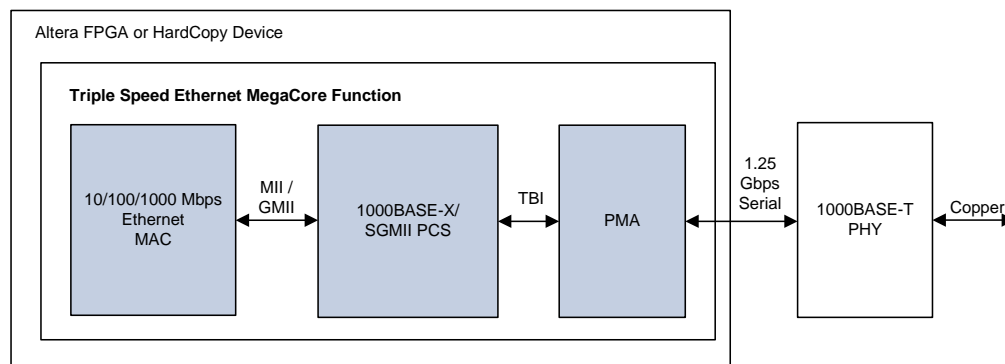 Altera FPGA or HardCopy Device
Triple Speed Ethernet MegaCore Function
10/100/1000 Mbps
Ethernet
MAC
MII /
GMII
1000BASE-X/
SGMII PCS
TBI
PMA
1.25
Gbps
Serial
1000BASE-T
PHY
Copper